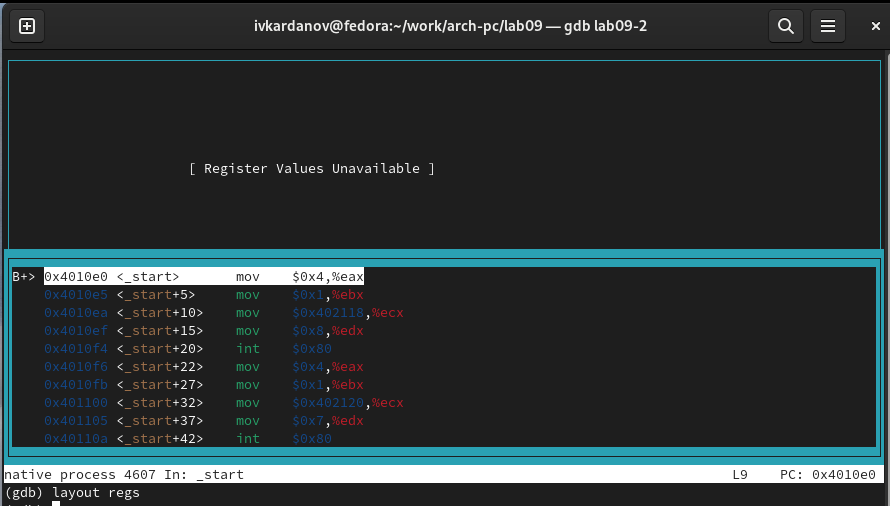 ivkardanov@fedora:~/work/arch-pc/lab09 — gdb lab09-2
[ Register Values Unavailable ]
B+> 0x4010e0 <_start> mov $0x4,%eax
0x4010e5 <_start+5> mov $0x1,%ebx
0x4010ea <_start+10> mov $0x402118,%ecx
0x4010ef <_start+15> mov $0x8,%edx
0x4010f4 <_start+20> int $0x80
0x4010f6 <_start+22> mov $0x4,%eax
0x4010fb <_start+27> mov $0x1,%ebx
0x401100 <_start+32> mov $0x402120,%ecx
0x401105 <_start+37> mov $0x7,%edx
0x40110a <_start+42> int $0x80
native process 4607 In: _start L9 PC: 0x4010e0
(gdb) layout regs